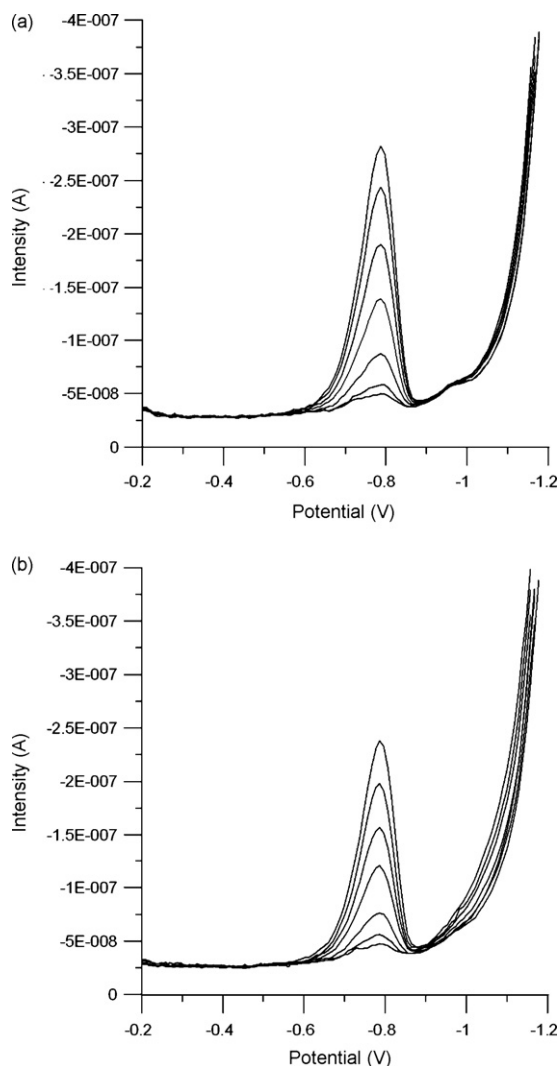 (a)
-4E-007
-3.5E-007
-3E-007
-2.5E-007
-2E-007
-1.5E-007
-1E-007
-5E-008
0
Intensity (A)
-0.2 -0.4 -0.6 -0.8 -1 -1.2
Potential (V)
(b)
-4E-007
-3.5E-007
-3E-007
-2.5E-007
-2E-007
-1.5E-007
-1E-007
-5E-008
0
Intensity (A)
-0.2 -0.4 -0.6 -0.8 -1 -1.2
Potential (V)